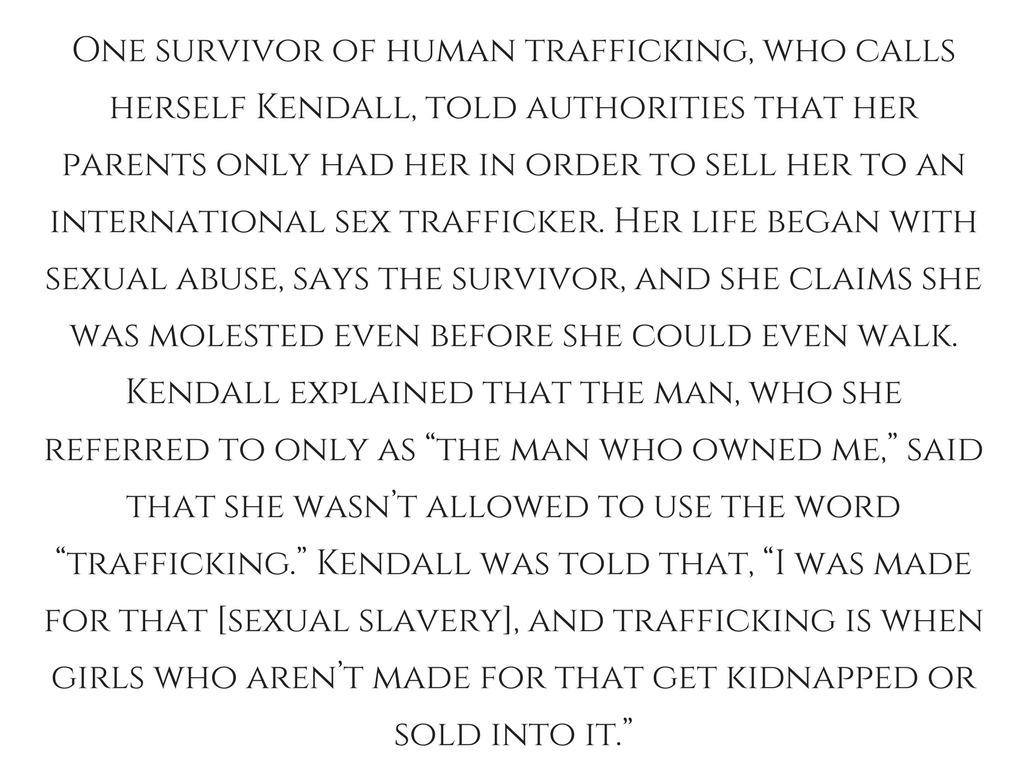 One survivor of human trafficking, who calls
herself Kendall, told authorities that her
parents only had her in order to sell her to an
international sex trafficker. Her life began with
sexual abuse, says the survivor, and she claims she
was molested even before she could even walk.
Kendall explained that the man, who she
referred to only as “the man who owned me,” said
that she wasn’t allowed to use the word
“trafficking.” Kendall was told that, “I was made
for that [sexual slavery], and trafficking is when
girls who aren’t made for that get kidnapped or
sold into it.”